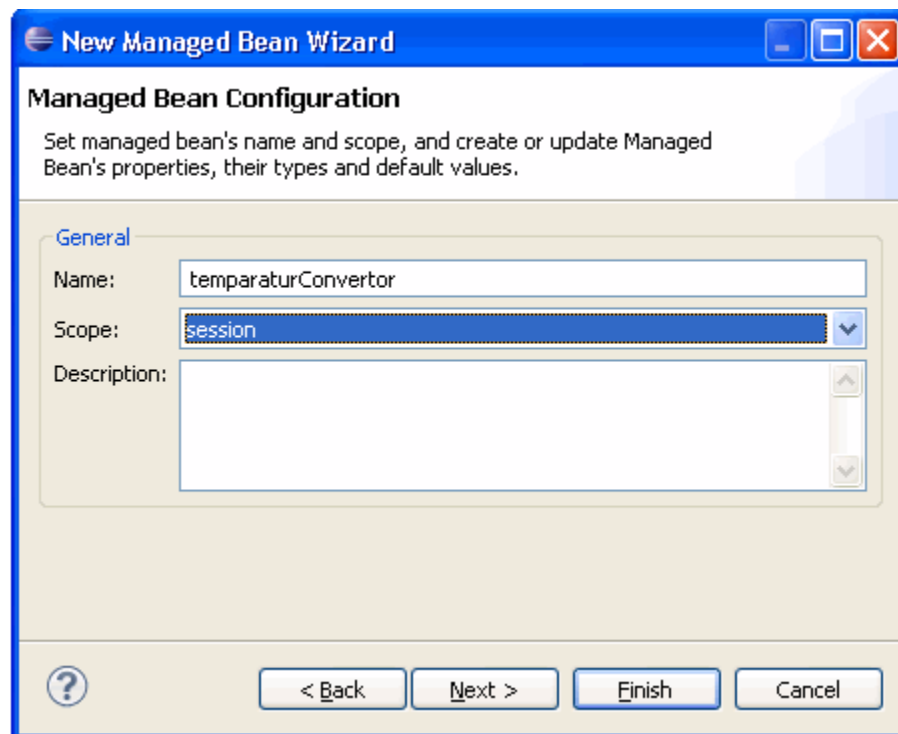 New Managed Bean Wizard
Managed Bean Configuration
Set managed bean's name and scope, and create or update Managed
Bean's properties, their types and default values.
General
Name: temparaturConvertor
Scope: session
Description:
? < Back Next > Finish Cancel